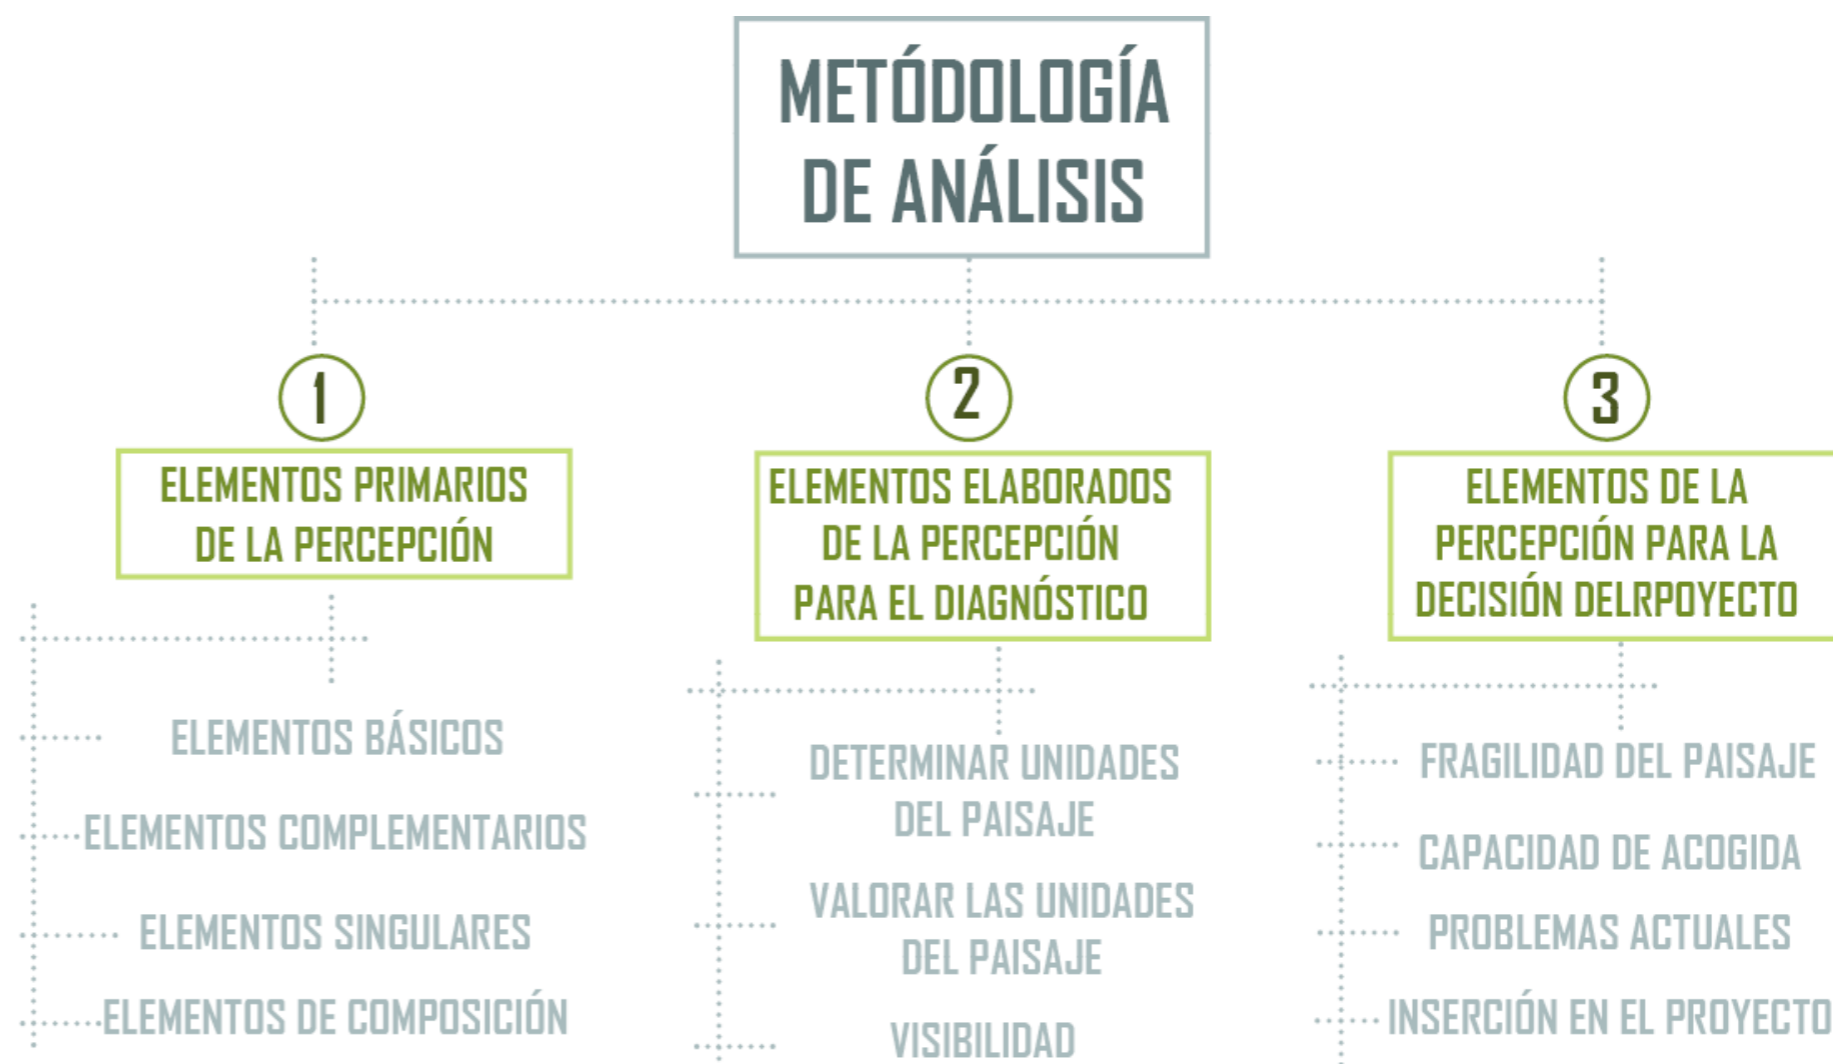 METÓDOLOGÍA
DE ANÁLISIS
1
ELEMENTOS PRIMARIOS
DE LA PERCEPCIÓN
ELEMENTOS BÁSICOS
ELEMENTOS COMPLEMENTARIOS
ELEMENTOS SINGULARES
ELEMENTOS DE COMPOSICIÓN
2
ELEMENTOS ELABORADOS
DE LA PERCEPCIÓN
PARA EL DIAGNÓSTICO
DETERMINAR UNIDADES
DEL PAISAJE
VALORAR LAS UNIDADES
DEL PAISAJE
VISIBILIDAD
3
ELEMENTOS DE LA
PERCEPCIÓN PARA LA
DECISIÓN DELRPOYECTO
FRAGILIDAD DEL PAISAJE
CAPACIDAD DE ACOGIDA
PROBLEMAS ACTUALES
INSERCIÓN EN EL PROYECTO